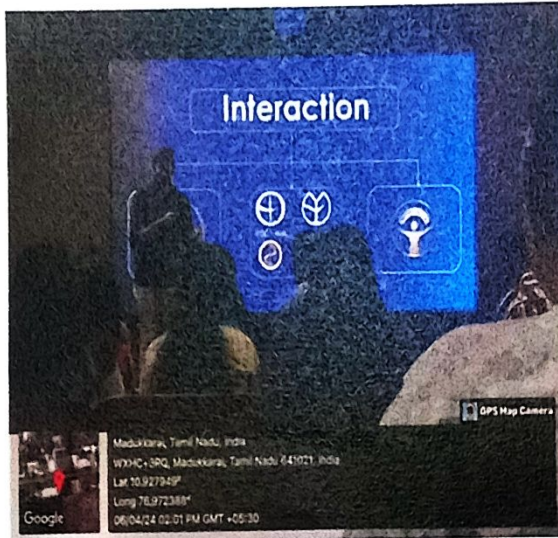 Interaction
GPS Map Camera
Madukkarai, Tamil Nadu, India
WXHC+3RQ, Madukkarai, Tamil Nadu 641021, India
Lat 10.927949°
Long 76.972388°
06/04/24 02:01 PM GMT +05:30
Google